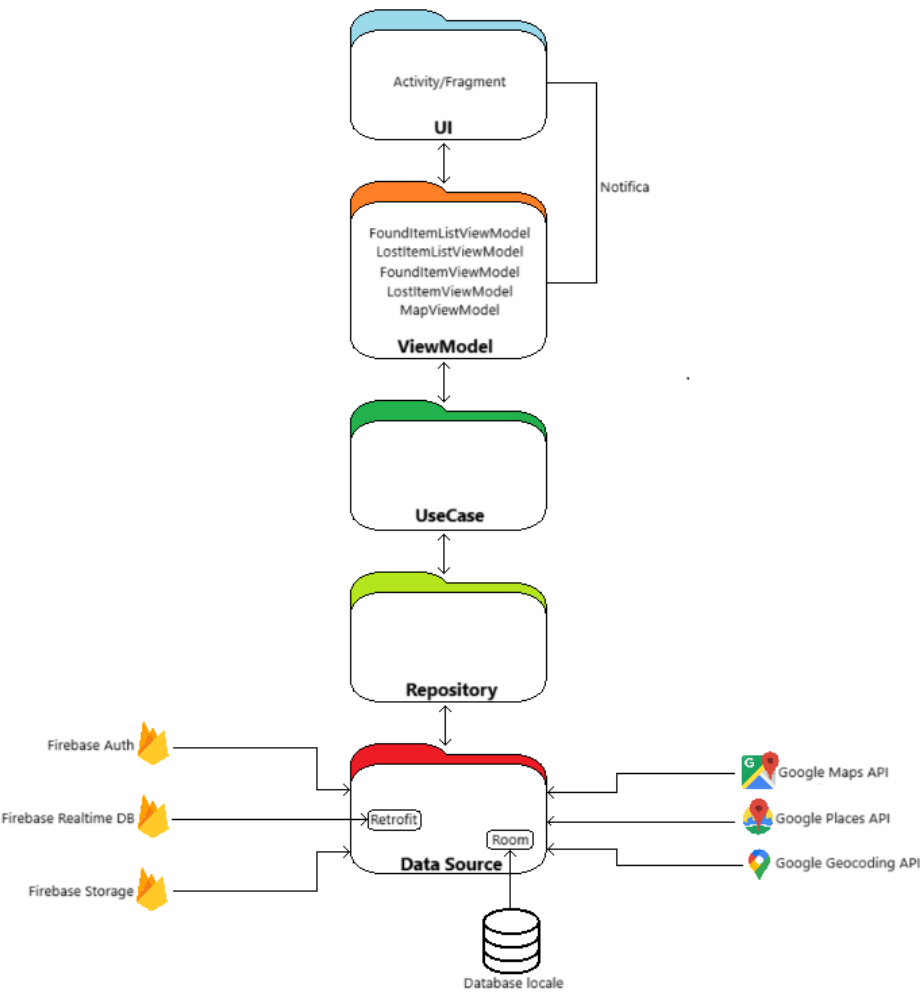 Activity/Fragment
UI
Notifica
FoundItemListViewModel
LostItemListViewModel
FoundItemViewModel
LostItemViewModel
MapViewModel
ViewModel
UseCase
Repository
Firebase Auth
Firebase Realtime DB
Firebase Storage
Retrofit
Room
Data Source
G
Google Maps API
Google Places API
Google Geocoding API
Database locale